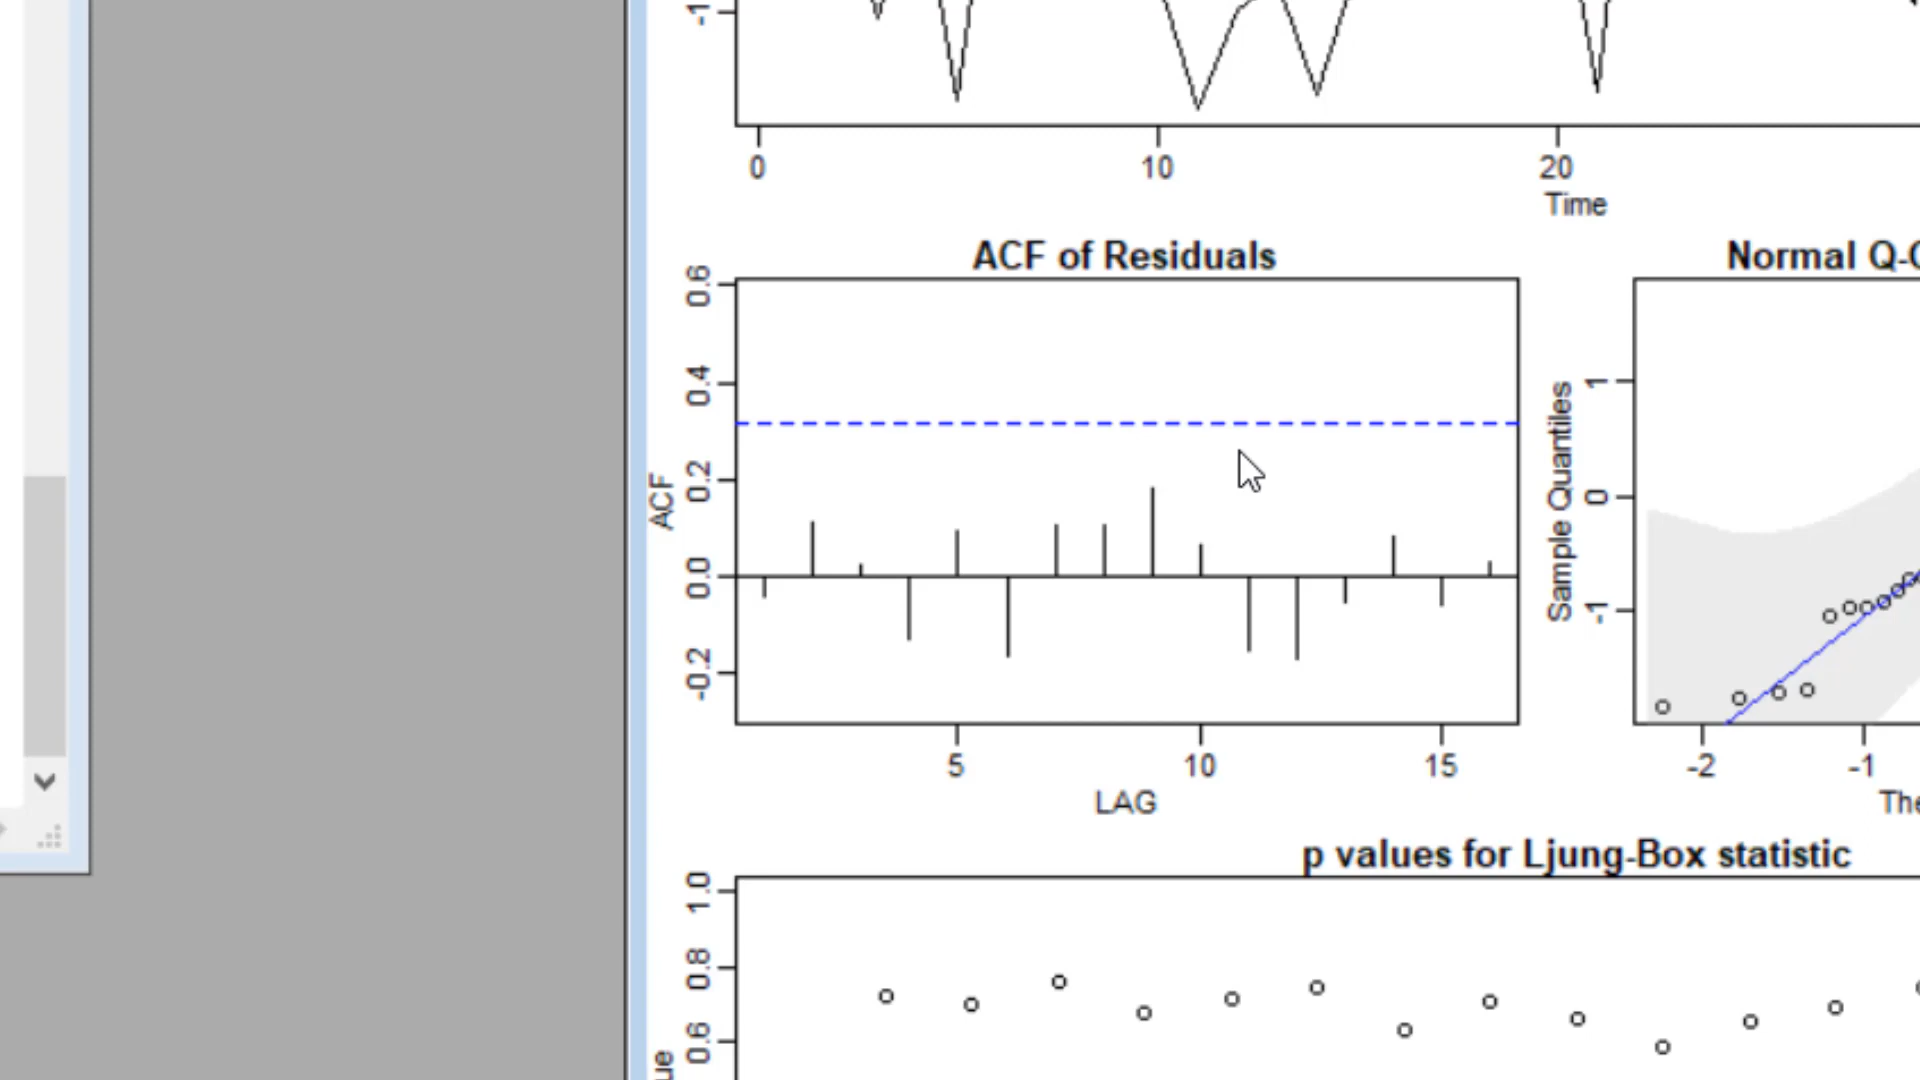 -1
0 10 20
Time
ACF of Residuals
Normal Q-
0.6
0.4
0.2
0.0
-0.2
ACF
5 10 15
LAG
1
0
-1
Sample Quantiles
-2 -1
The
p values for Ljung-Box statistic
1.0
0.8
0.6
ue